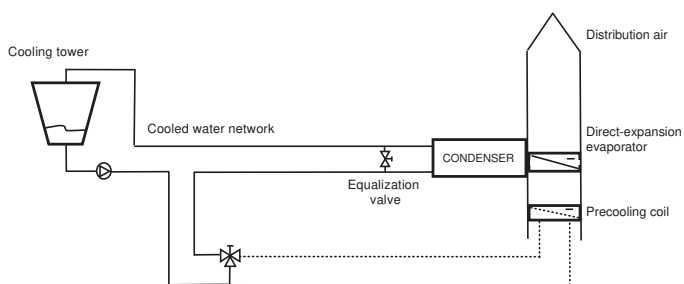 Distribution air
Cooling tower
Cooled water network
Direct-expansion
evaporator
CONDENSER
Equalization
valve
Precooling coil